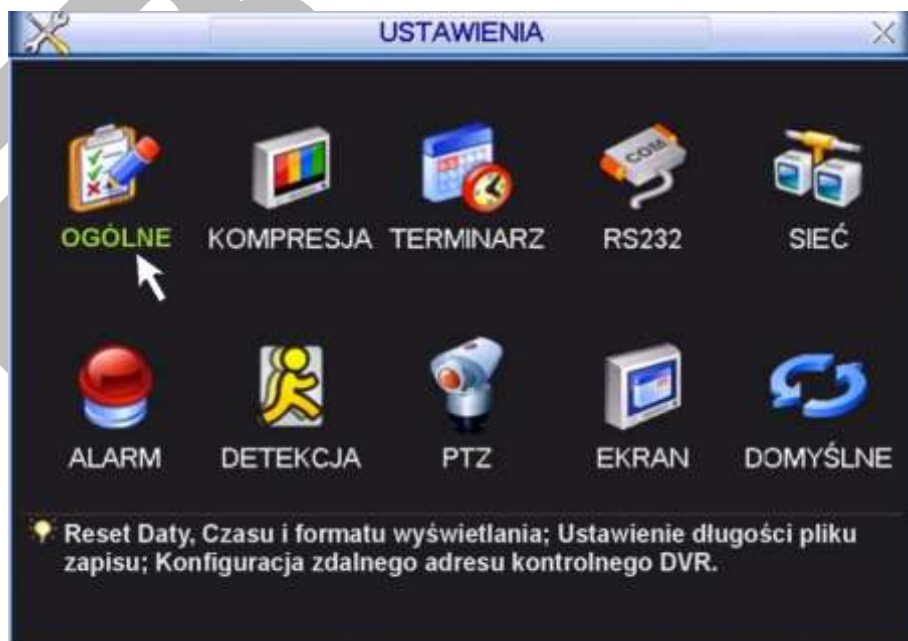 USTAWIENIA
OGÓLNE KOMPRESJA TERMINARZ RS232 SIEĆ
COM
ALARM DETEKCJA PTZ EKRAN DOMYŚLNE
Reset Daty, Czasu i formatu wyświetlania; Ustawienie długości pliku
zapisu; Konfiguracja zdalnego adresu kontrolnego DVR.